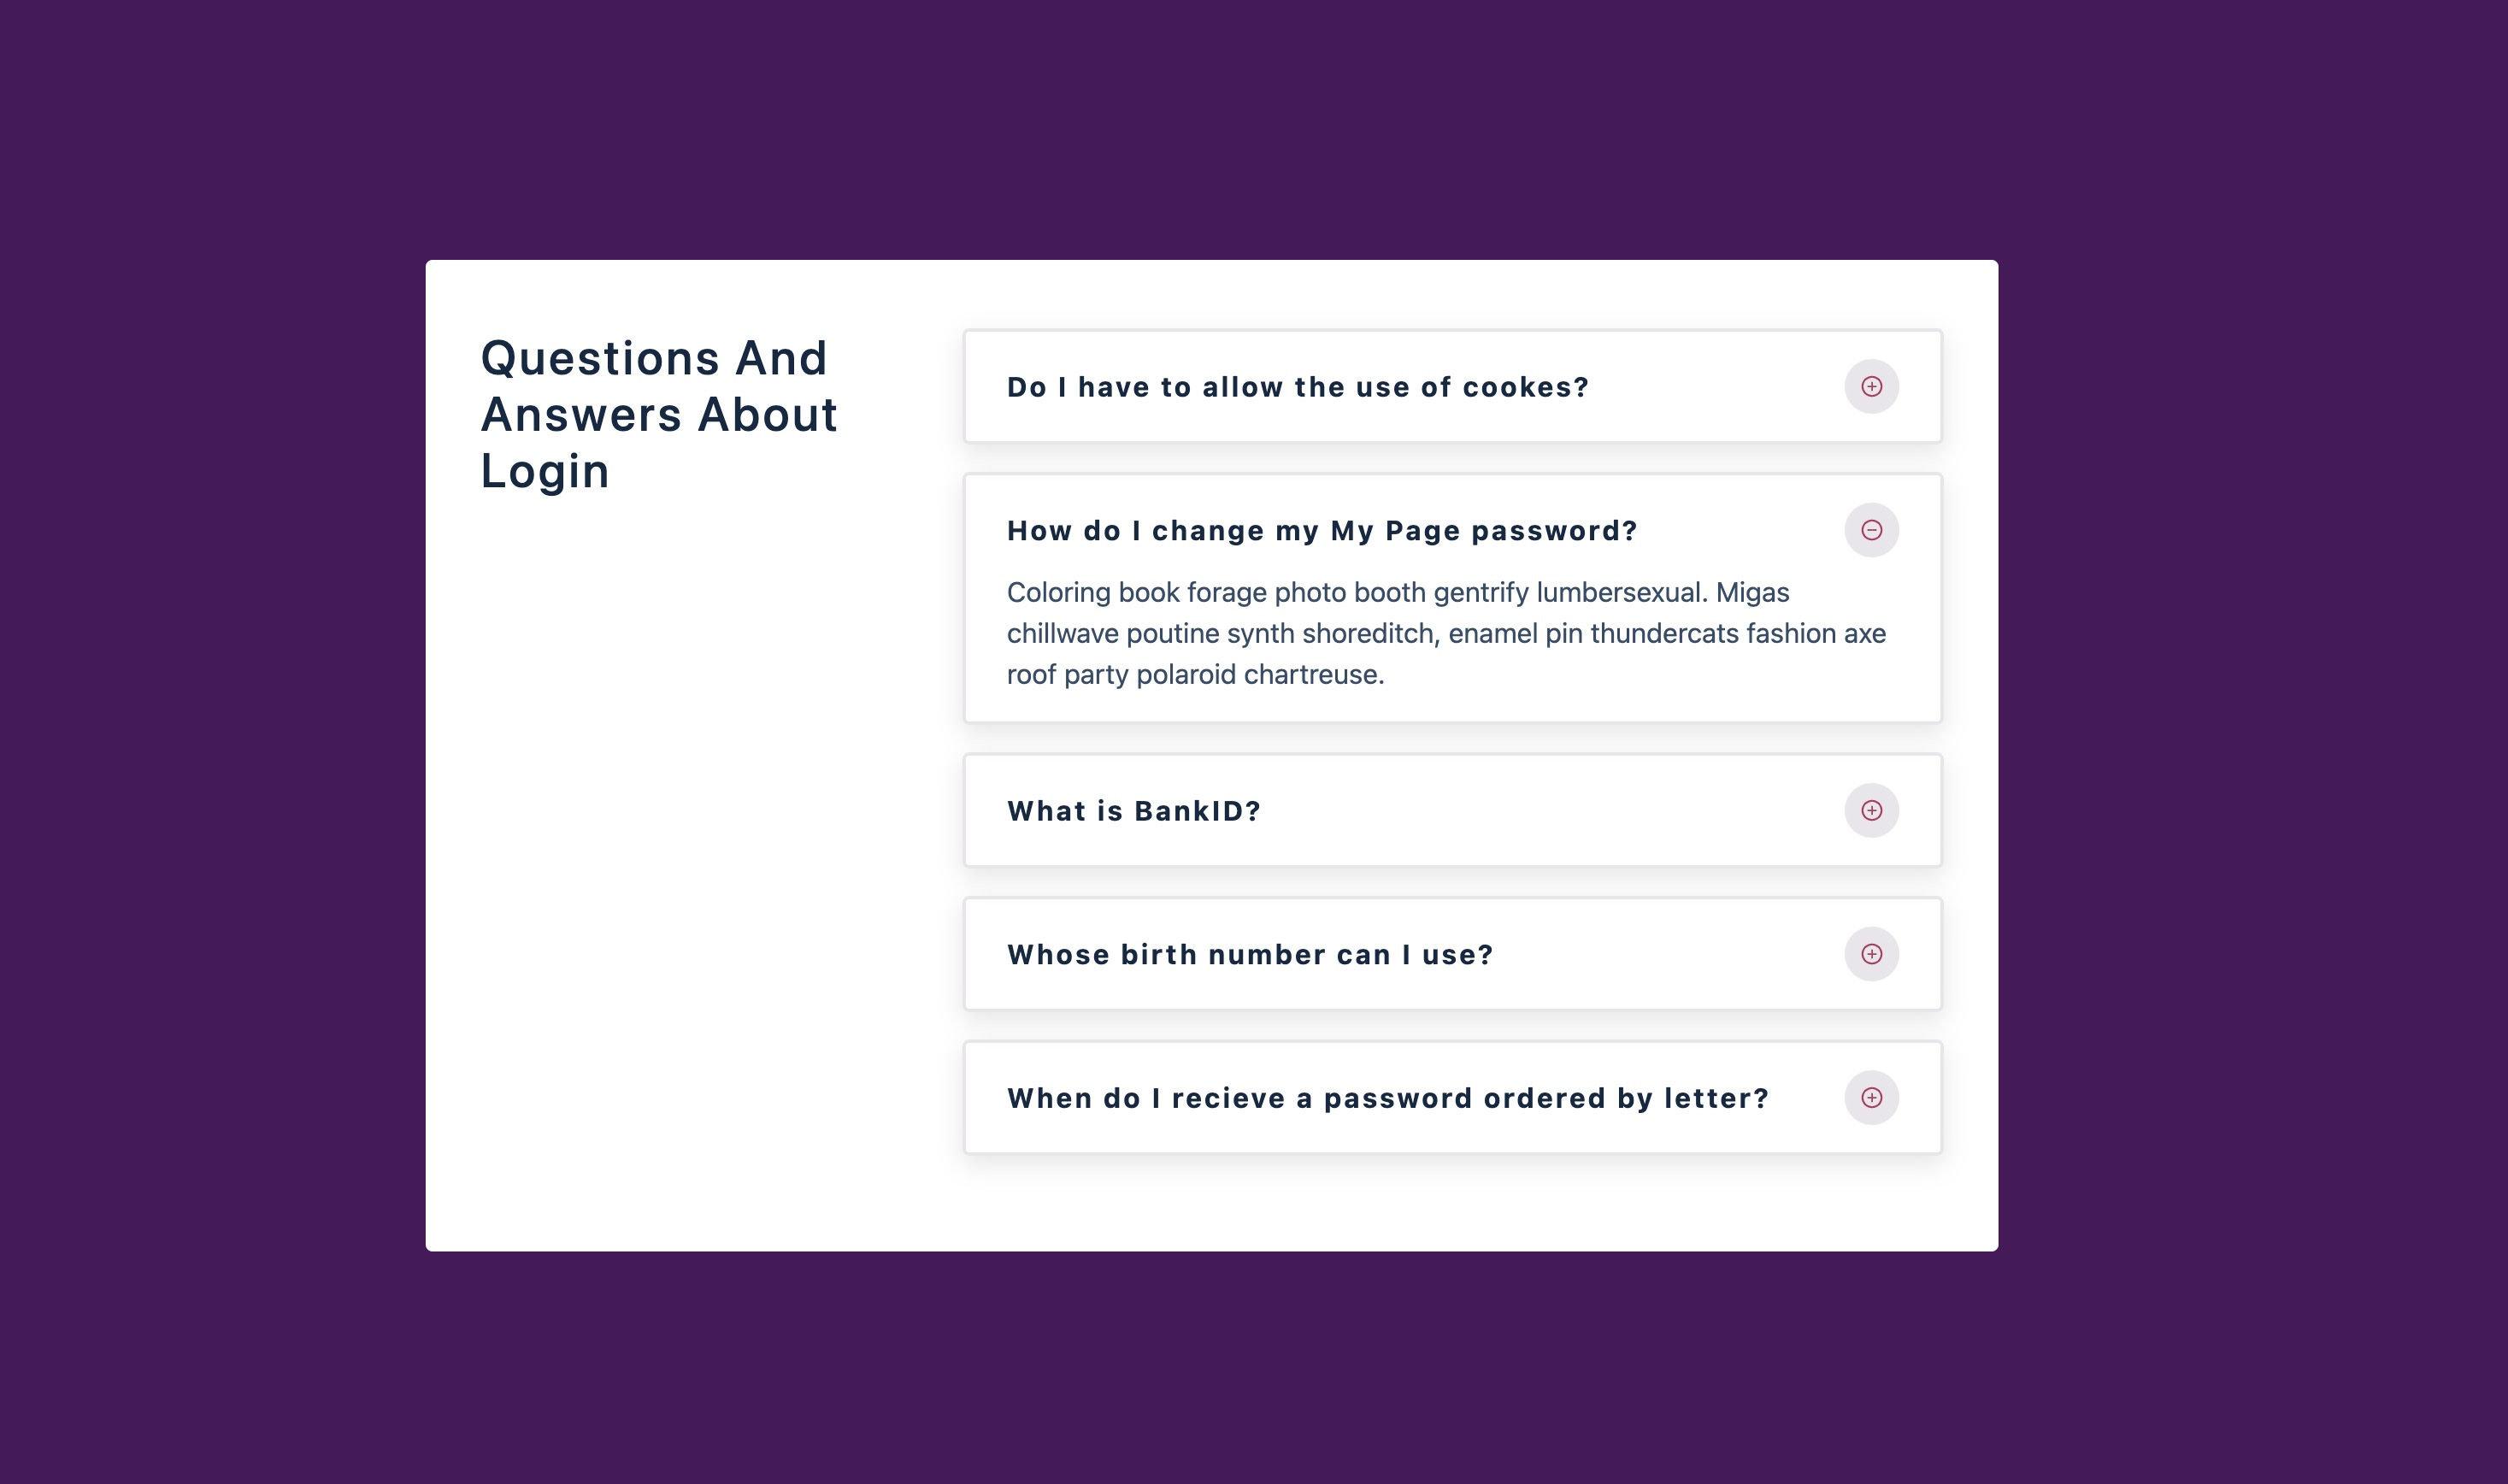 Questions And
Answers About
Login
Do I have to allow the use of cookes?
How do I change my My Page password?
Coloring book forage photo booth gentrify lumbersexual. Migas
chillwave poutine synth shoreditch, enamel pin thundercats fashion axe
roof party polaroid chartreuse.
What is BankID?
Whose birth number can I use?
When do I recieve a password ordered by letter?